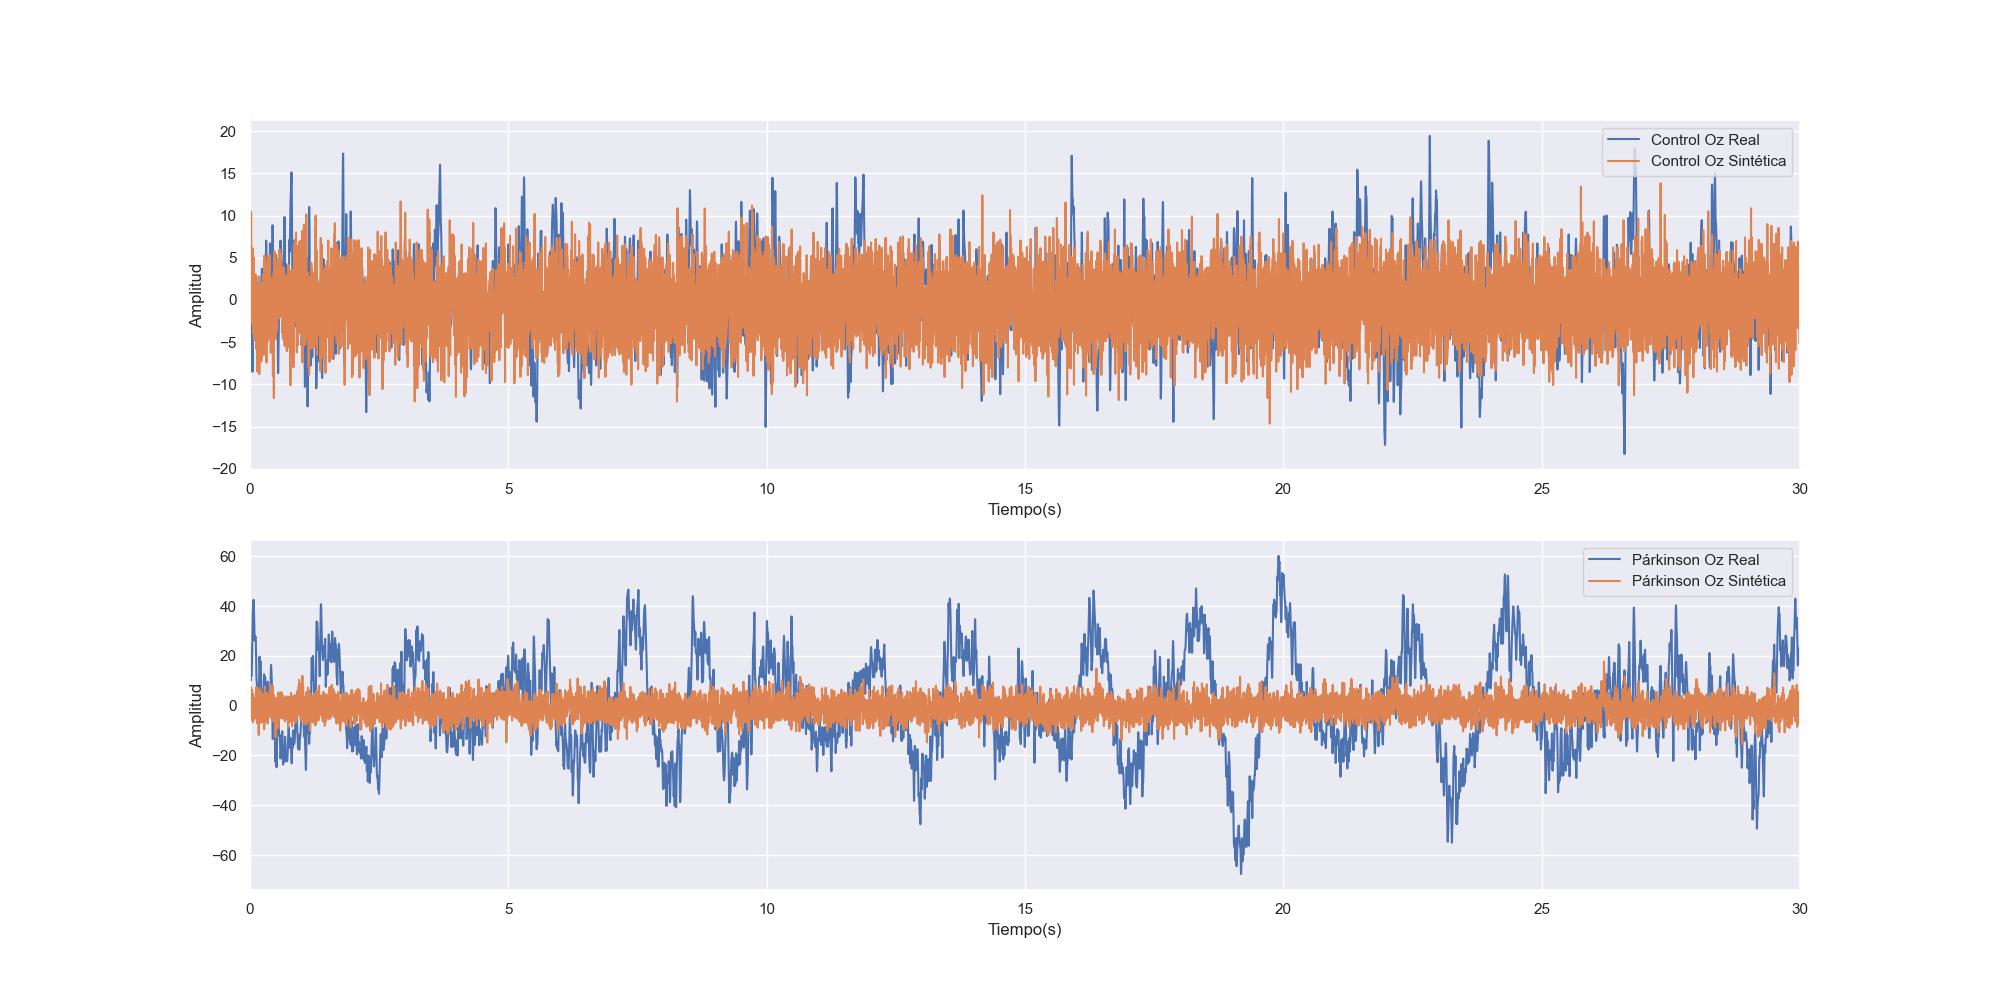 20
15
10
5
0
−5
−10
−15
−20
Amplitud
0 5 10 15 20 25 30
Tiempo(s)
Control Oz Real
Control Oz Sintética
60
40
20
0
−20
−40
−60
Amplitud
0 5 10 15 20 25 30
Tiempo(s)
Párkinson Oz Real
Párkinson Oz Sintética